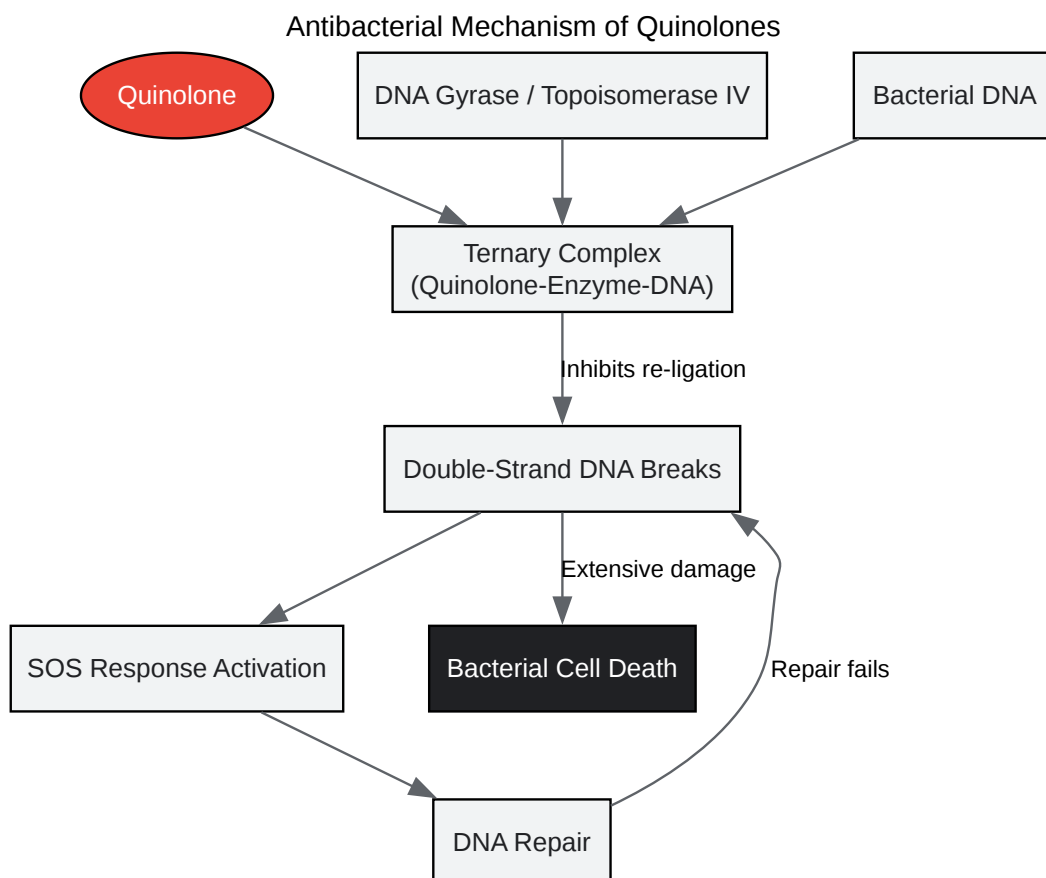 Antibacterial Mechanism of Quinolones
Quinolone
DNA Gyrase / Topoisomerase IV
Bacterial DNA
Ternary Complex
(Quinolone-Enzyme-DNA)
Inhibits re-ligation
Double-Strand DNA Breaks
Extensive damage
SOS Response Activation
Bacterial Cell Death
Repair fails
DNA Repair